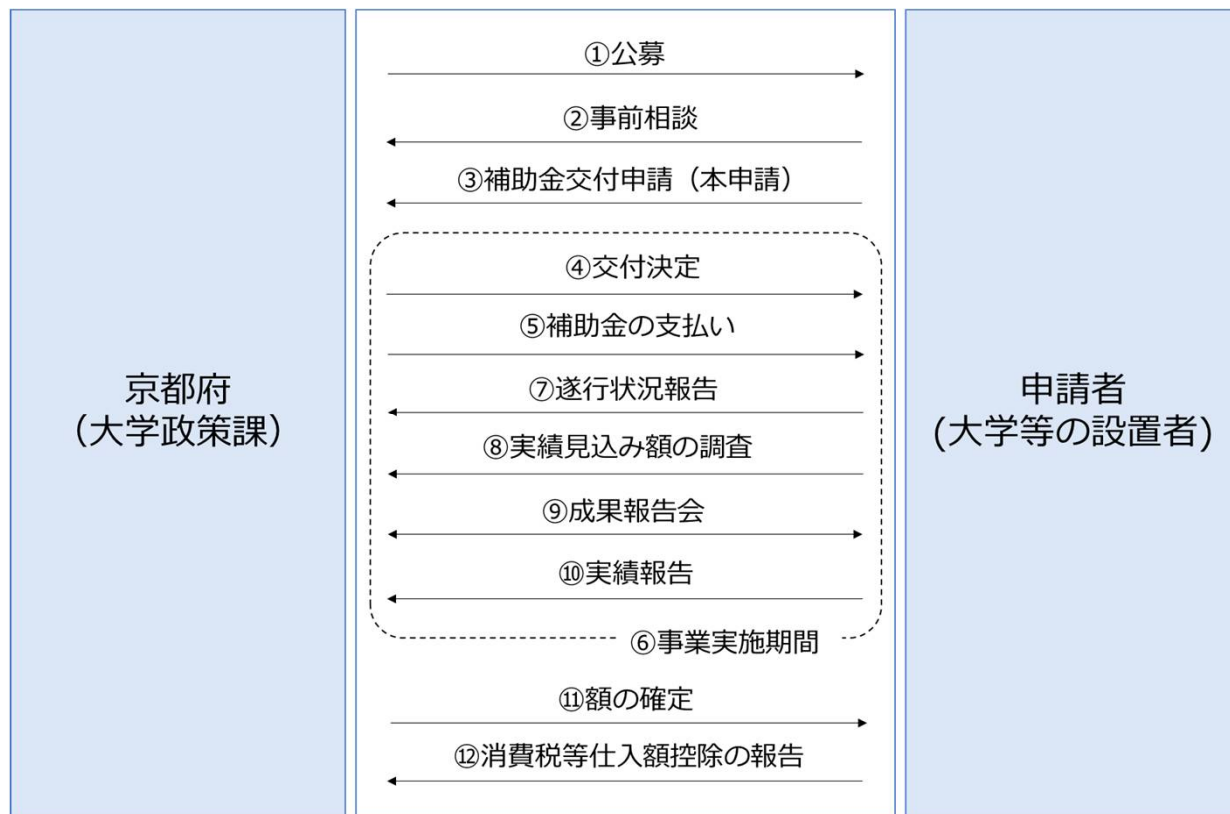 京都府
(大学政策課)
①公募
②事前相談
③補助金交付申請（本申請）
④交付決定
⑤補助金の支払い
⑦遂行状況報告
⑧実績見込み額の調査
⑨成果報告会
⑩実績報告
⑥事業実施期間
⑪額の確定
⑫消費税等仕入額控除の報告
申請者
(大学等の設置者)